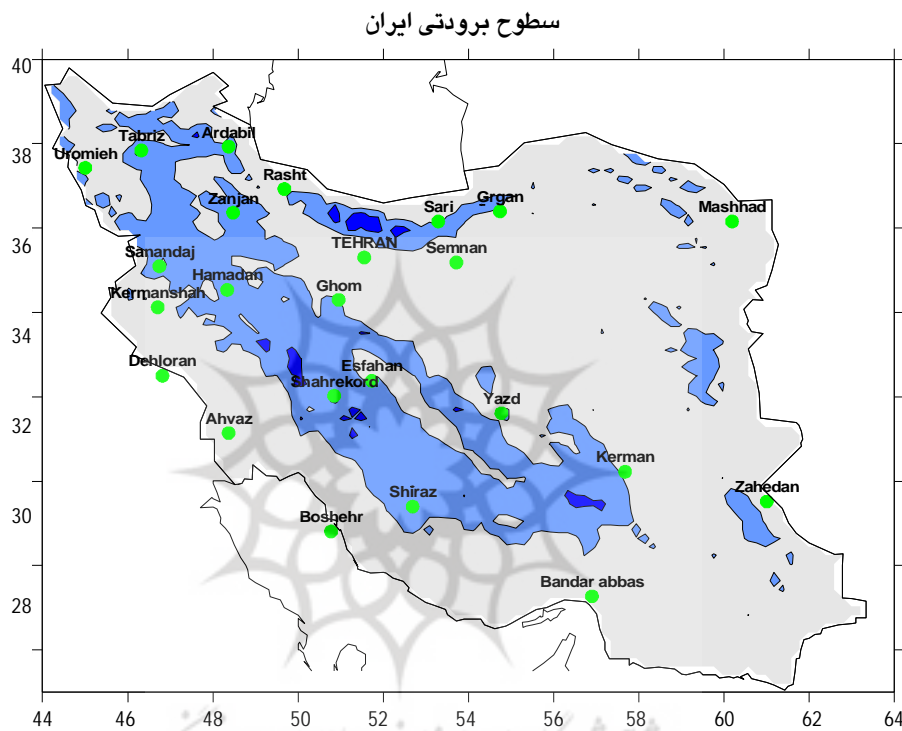 سطوح برودتی ایران
40
Ardabil
Tabriz
38
Uromieh
Rasht
Zanjan
Grgan
Sari
Mashhad
36
TEHRAN
Semnan
Sanandaj
Hamadan
Ghom
Kermanshah
34
Dehloran
Esfahan
Shahrekord
Yazd
32
Ahvaz
Kerman
Zahedan
Shiraz
30
Boshehr
Bandar abbas
28
44 46 48 50 52 54 56 58 60 62 64